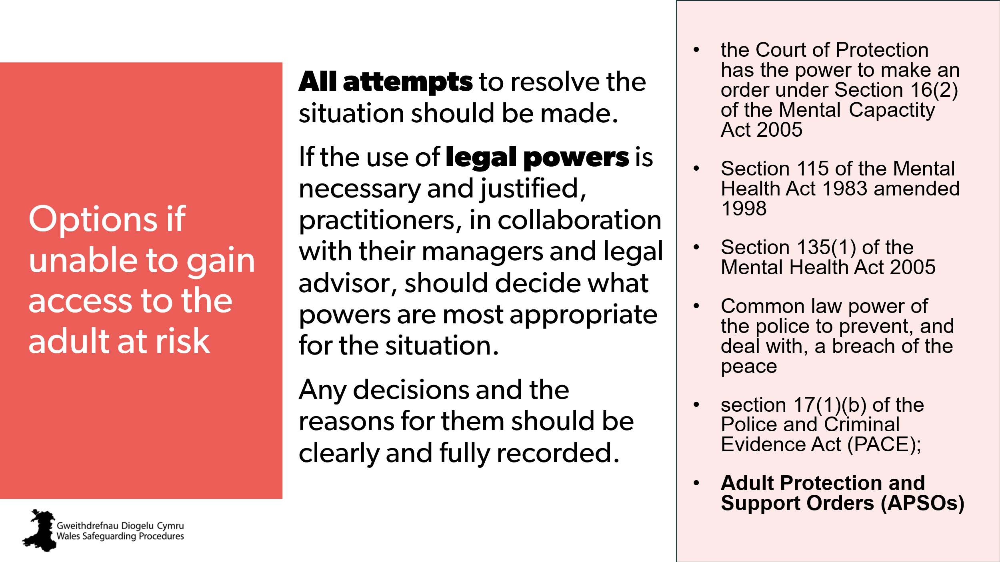 Options if
unable to gain
access to the
adult at risk
All attempts to resolve the
situation should be made.
If the use of legal powers is
necessary and justified,
practitioners, in collaboration
with their managers and legal
advisor, should decide what
powers are most appropriate
for the situation.
Any decisions and the
reasons for them should be
clearly and fully recorded.
• the Court of Protection
has the power to make an
order under Section 16(2)
of the Mental Capactity
Act 2005
• Section 115 of the Mental
Health Act 1983 amended
1998
• Section 135(1) of the
Mental Health Act 2005
• Common law power of
the police to prevent, and
deal with, a breach of the
peace
• section 17(1)(b) of the
Police and Criminal
Evidence Act (PACE);
• Adult Protection and
Support Orders (APSOs)
Gweithdrefnau Diogelu Cymru
Wales Safeguarding Procedures